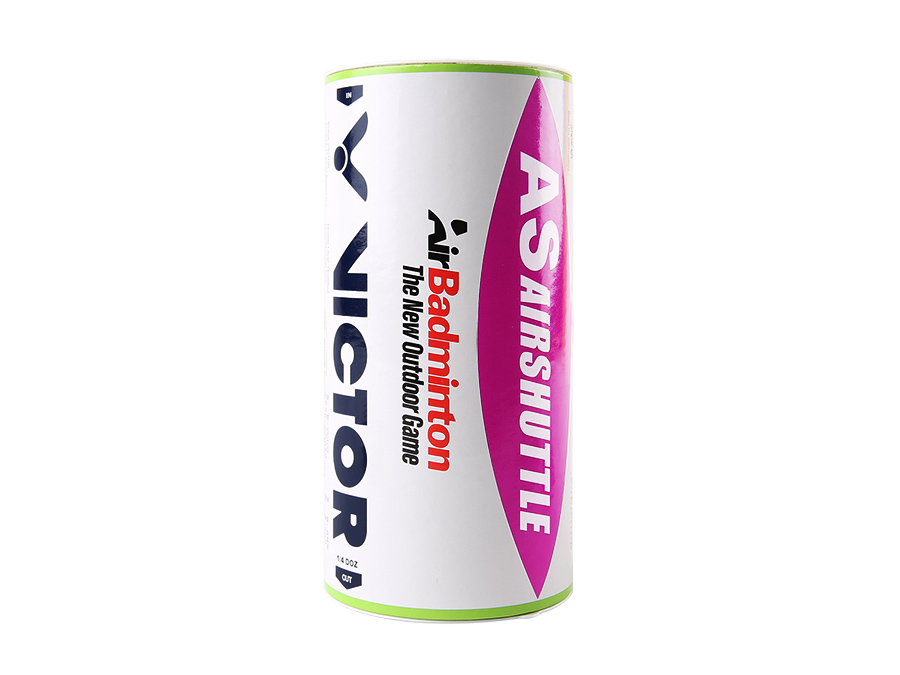 IN
VICTOR
1/4 DOZ
OUT
AirBadminton
The New Outdoor Game
AS AIRSHUTTLE